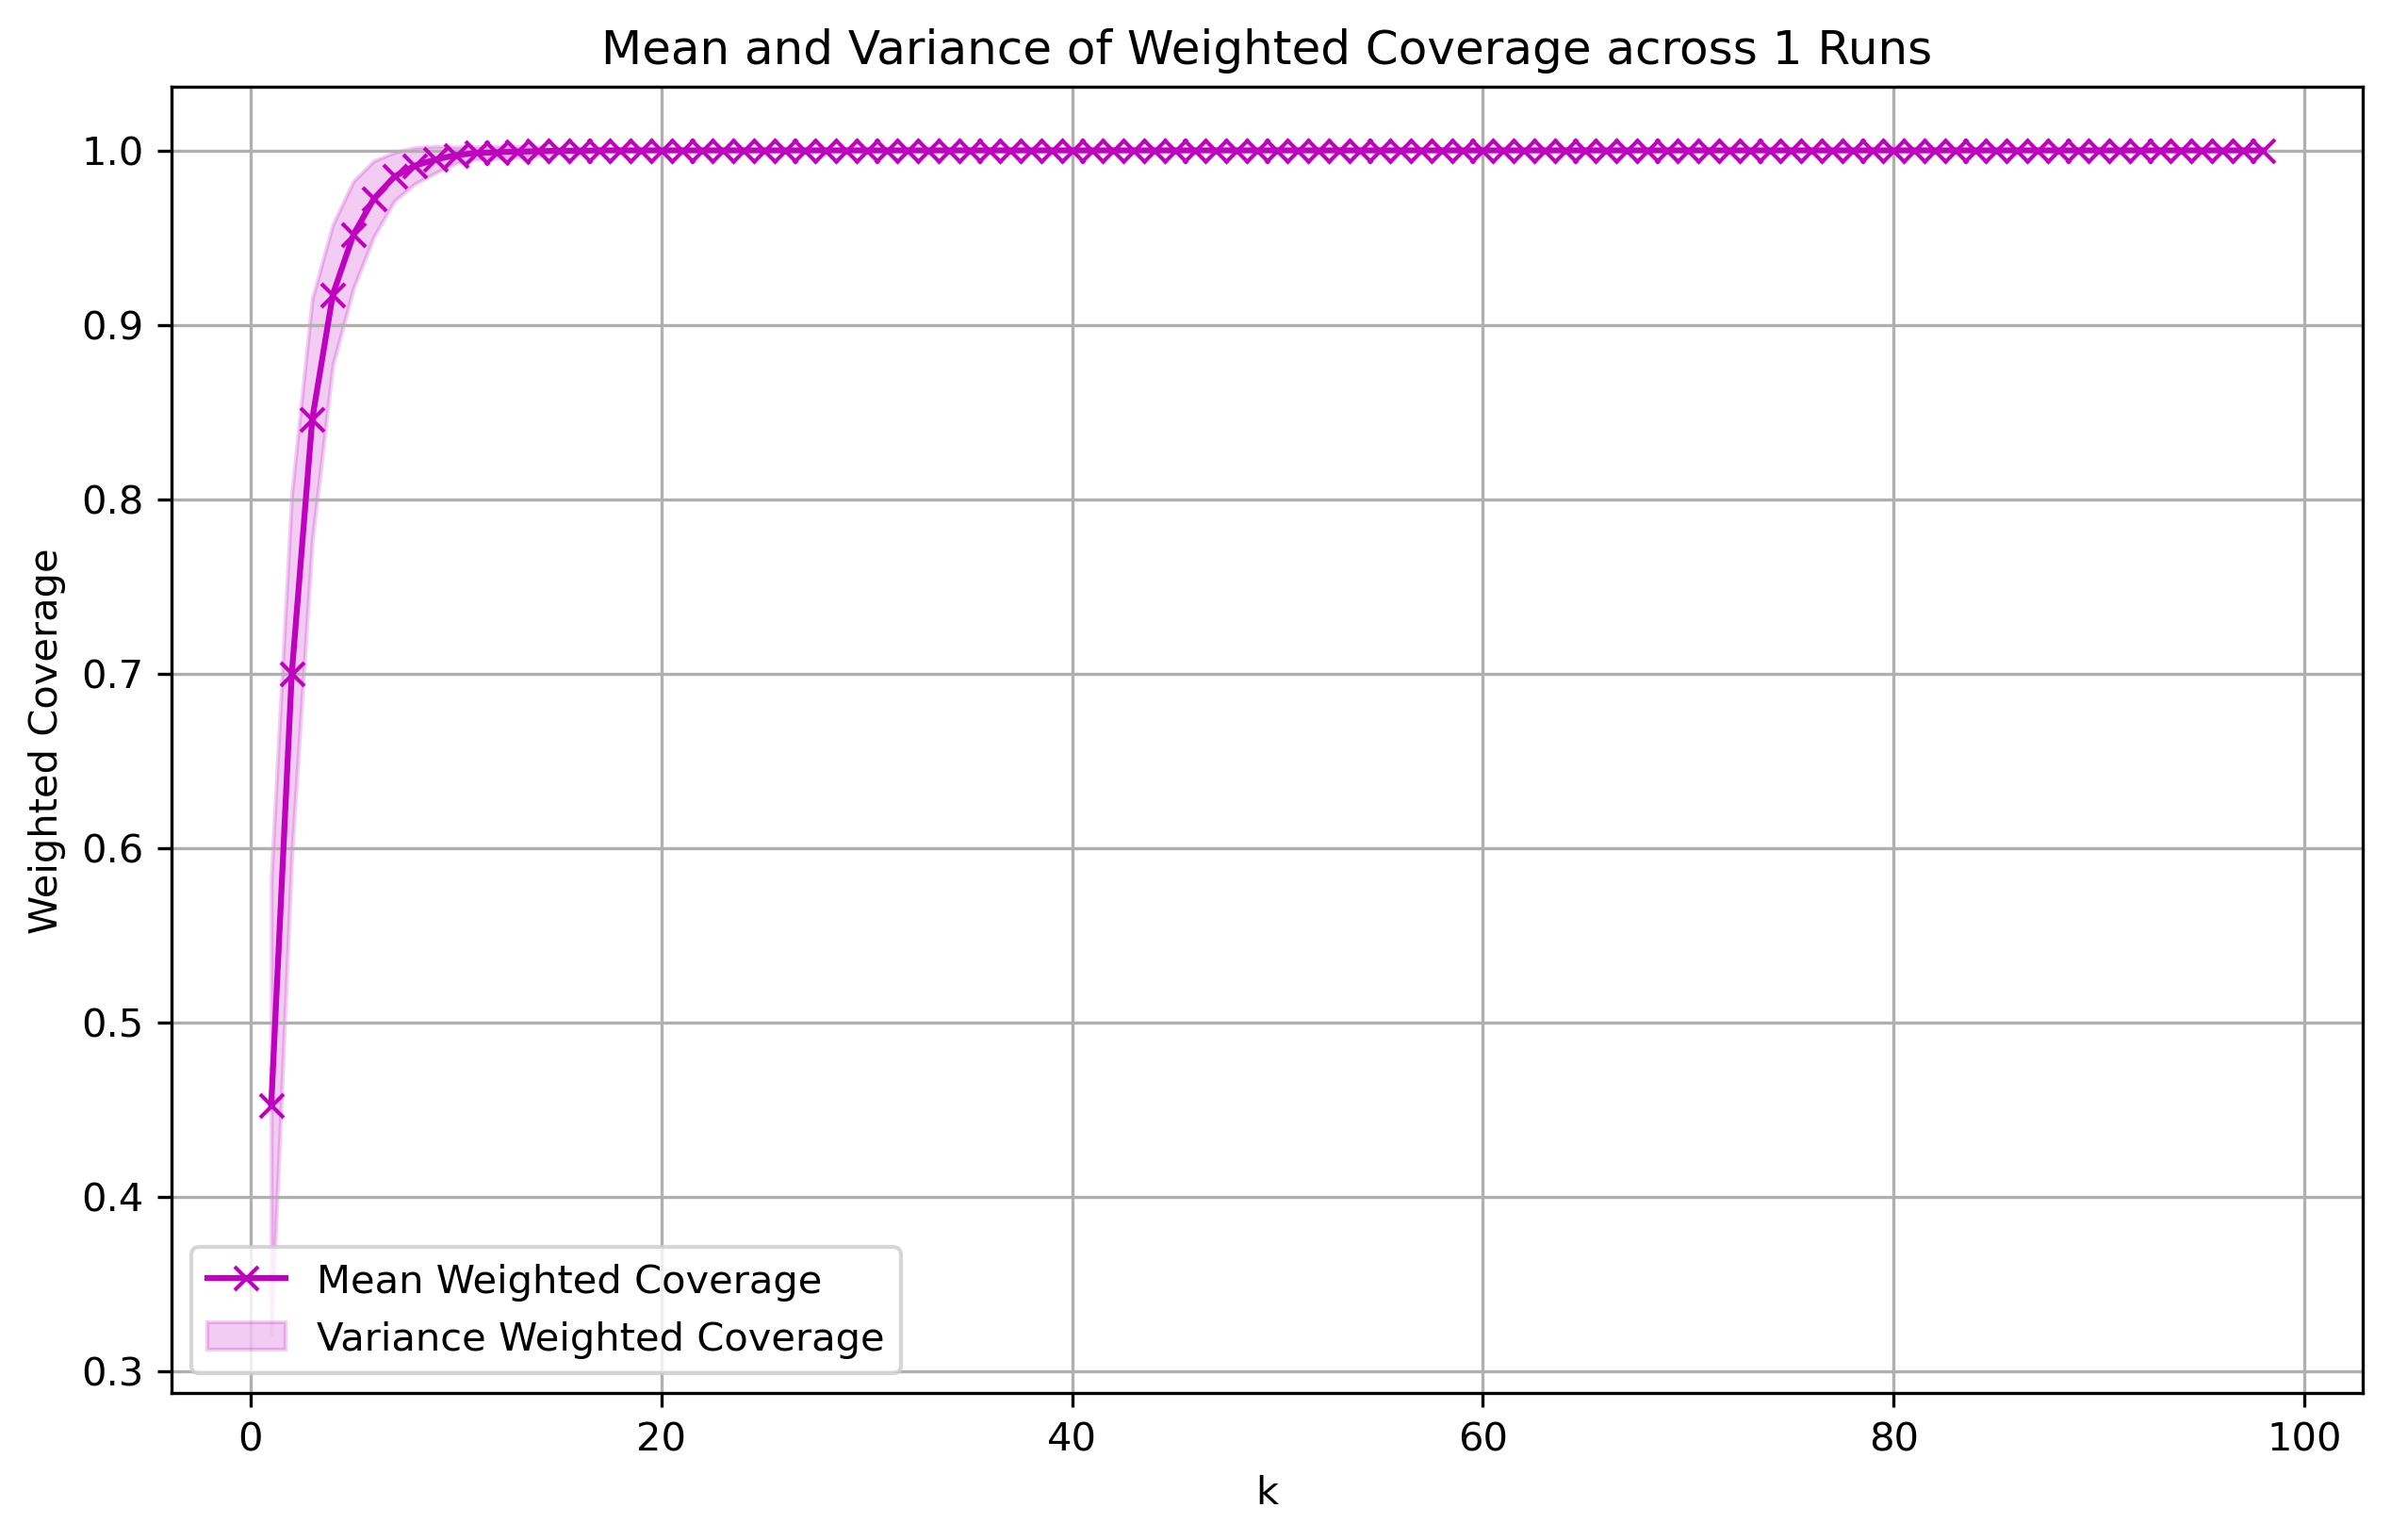 Mean and Variance of Weighted Coverage across 1 Runs
Weighted Coverage
1.0
0.9
0.8
0.7
0.6
0.5
0.4
0.3
Mean Weighted Coverage
Variance Weighted Coverage
0 20 40 60 80 100
k